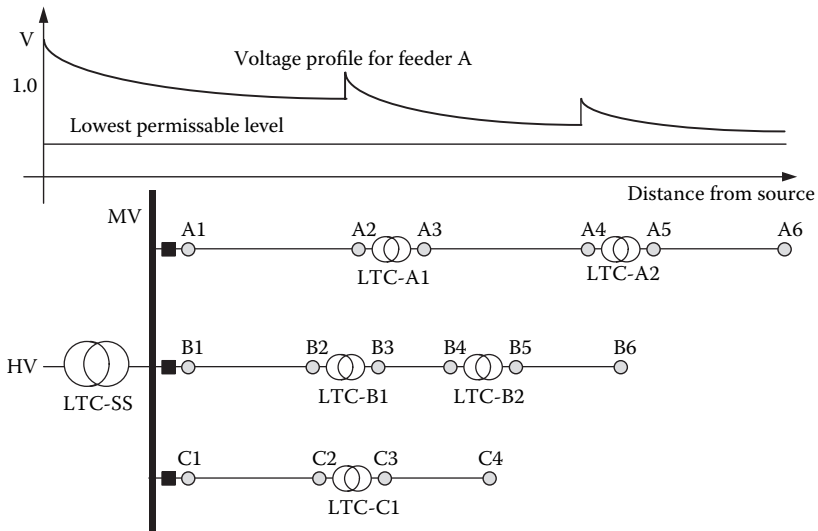 V
Voltage profile for feeder A
1.0
Lowest permissable level
Distance from source
MV
A1 A2 A3 A4 A5 A6
LTC-A1 LTC-A2
B1 B2 B3 B4 B5 B6
HV
LTC-SS LTC-B1 LTC-B2
C1 C2 C3 C4
LTC-C1